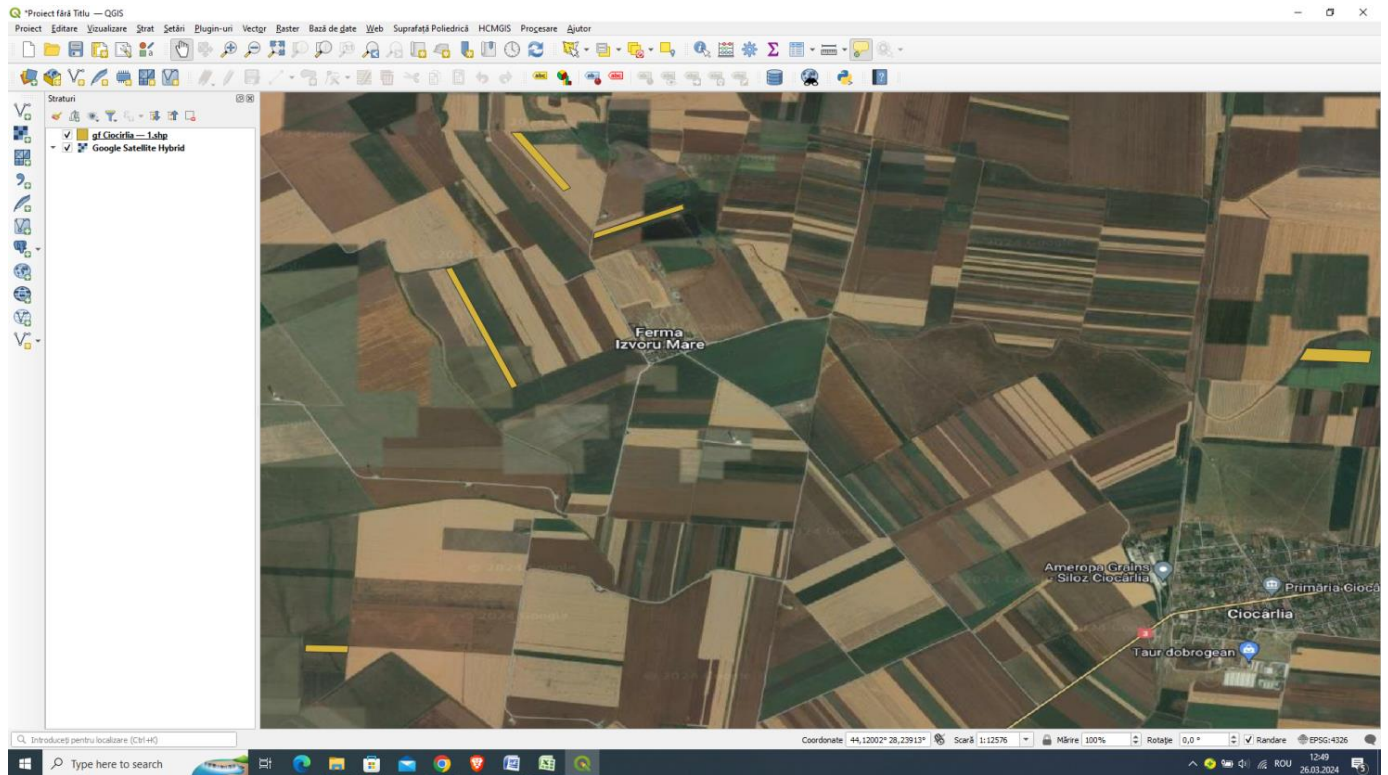 *Proiect fără Titlu — QGIS
Proiect Editare Vizualizare Strat Setări Plugin-uri Vector Raster Bază de date Web Suprafață Poliedrică HCMGIS Procesare Ajutor
Straturi
gf Ciocirlia — 1.shp
Google Satellite Hybrid
Ferma
Izvoru Mare
Ameropa Grains
Siloz Ciocârlia
Primăria Ciocâ
Ciocârlia
3
Taur dobrogean
Introduceți pentru localizare (Ctrl+K)
Coordonate 44,12002° 28,23913° Scară 1:12576 Mărire 100% Rotație 0,0 ° Randare EPSG:4326
Type here to search
ROU
12:49
26.03.2024